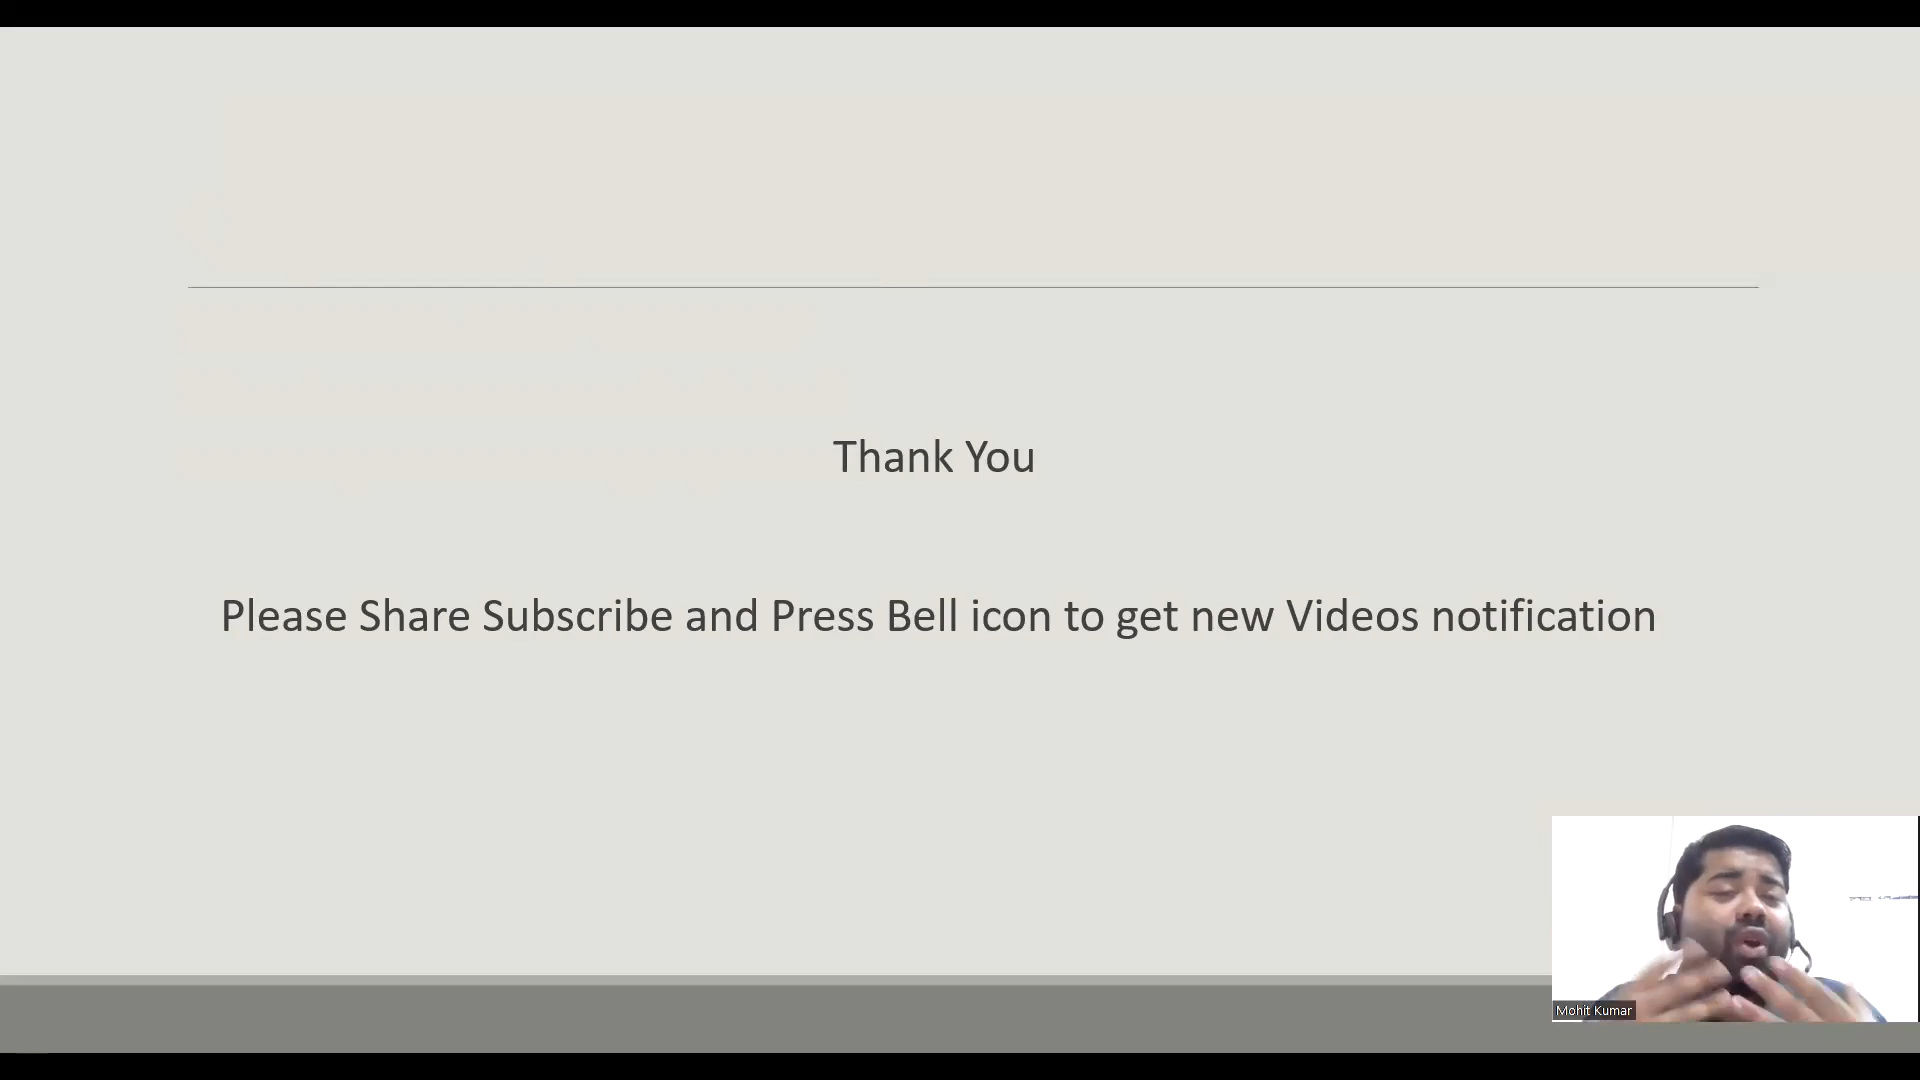 Thank You
Please Share Subscribe and Press Bell icon to get new Videos notification
Mohit Kumar